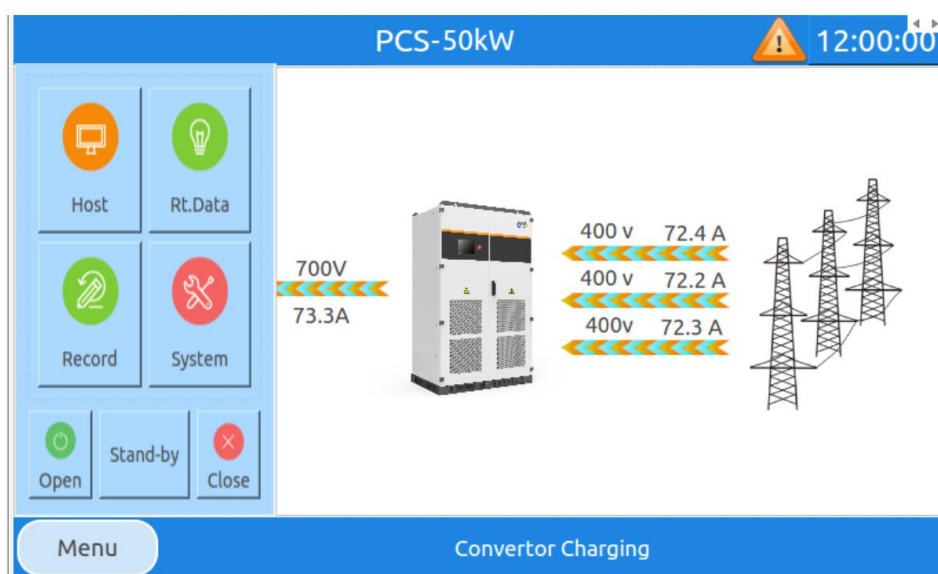 PCS-50kW
12:00:00
Host
Rt.Data
Record
System
Open
Stand-by
Close
700V
73.3A
400 v 72.4 A
400 v 72.2 A
400v 72.3 A
Menu
Convertor Charging